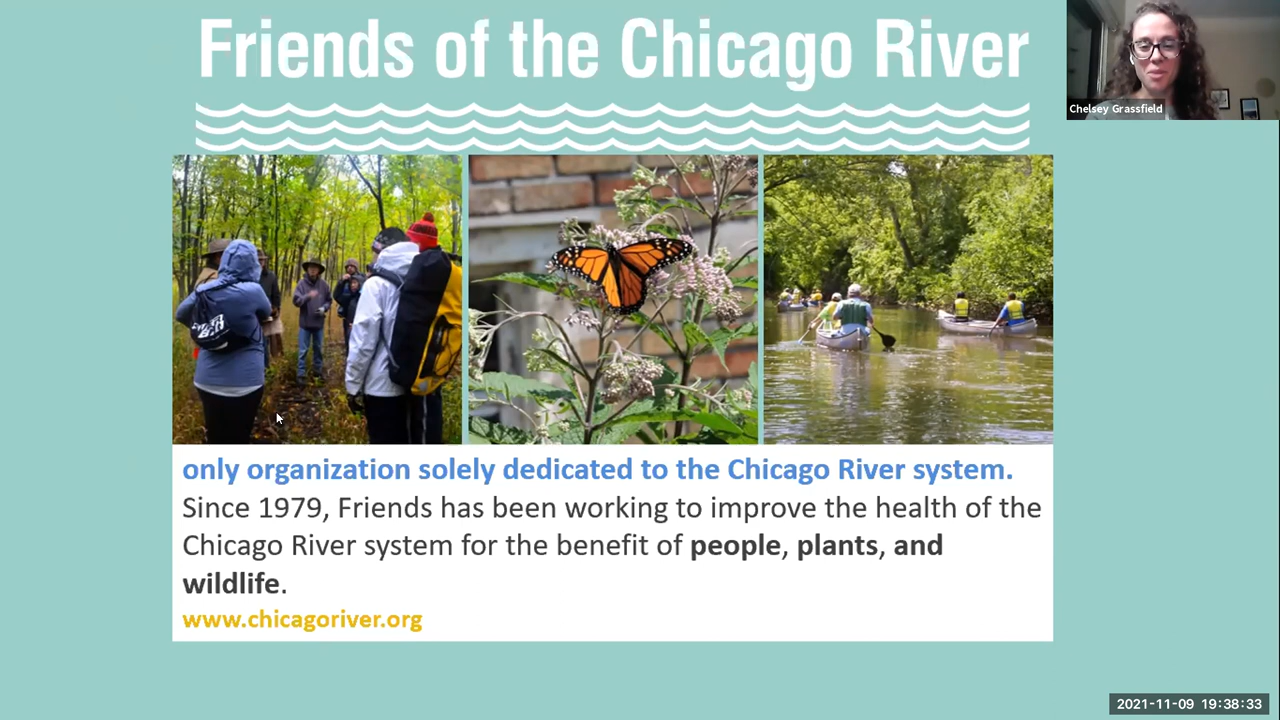 Friends of the Chicago River
Chelsey Grassfield
only organization solely dedicated to the Chicago River system.
Since 1979, Friends has been working to improve the health of the
Chicago River system for the benefit of people, plants, and
wildlife.
www.chicagoriver.org
2021-11-09 19:38:33